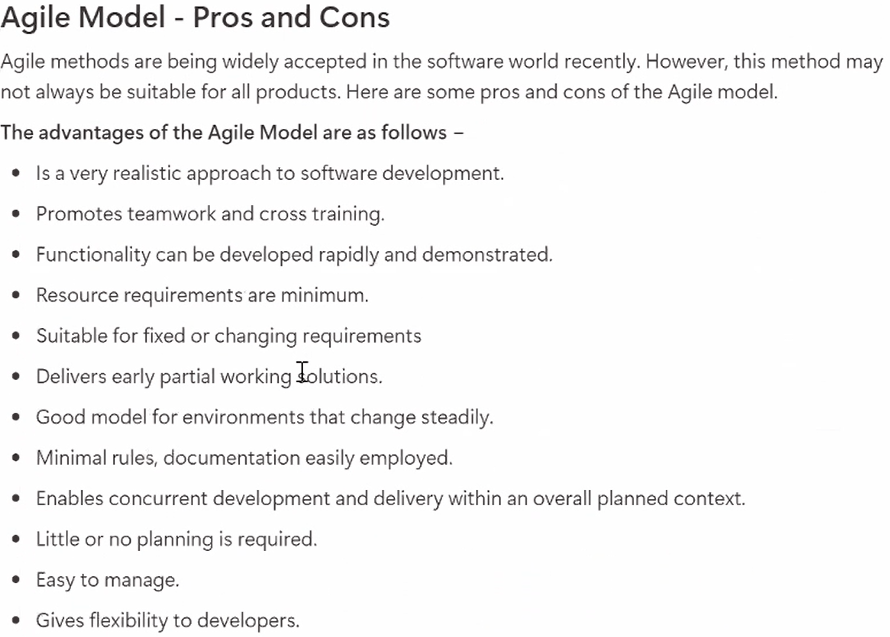 Agile Model - Pros and Cons
Agile methods are being widely accepted in the software world recently. However, this method may
not always be suitable for all products. Here are some pros and cons of the Agile model.
The advantages of the Agile Model are as follows –
• Is a very realistic approach to software development.
• Promotes teamwork and cross training.
• Functionality can be developed rapidly and demonstrated.
• Resource requirements are minimum.
• Suitable for fixed or changing requirements
• Delivers early partial working solutions.
• Good model for environments that change steadily.
• Minimal rules, documentation easily employed.
• Enables concurrent development and delivery within an overall planned context.
• Little or no planning is required.
• Easy to manage.
• Gives flexibility to developers.